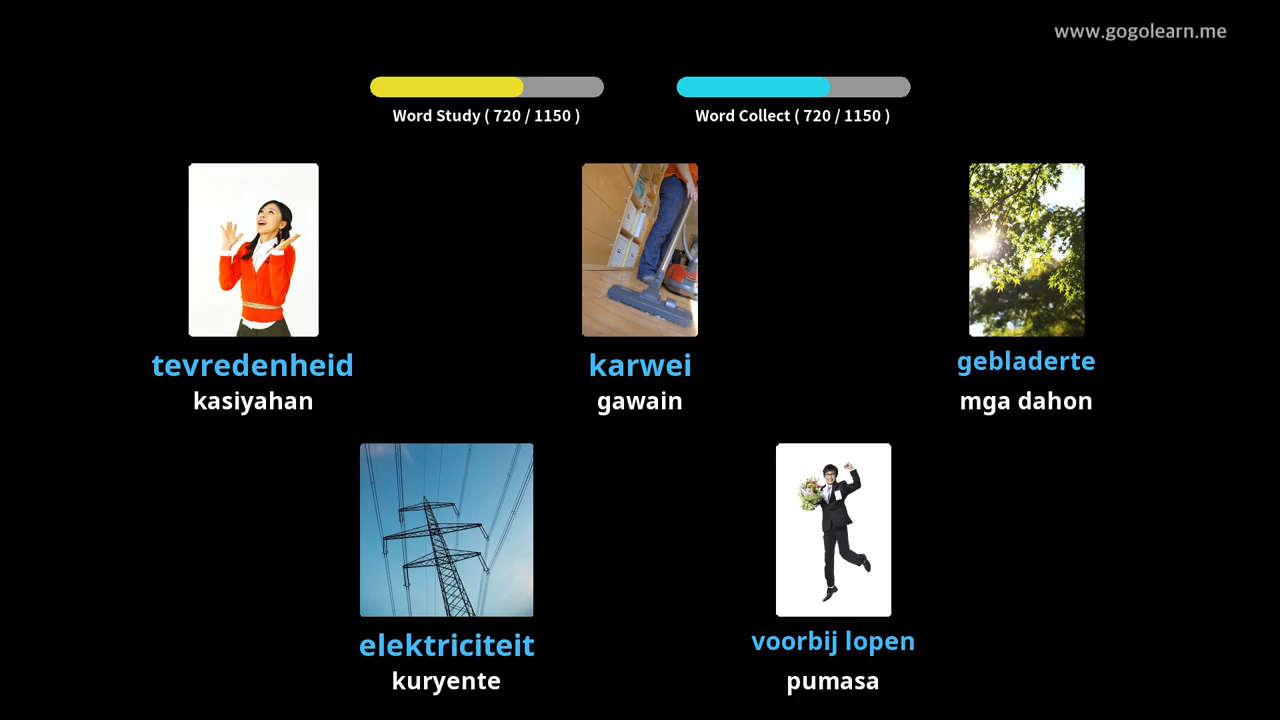 www.gogolearn.me
Word Study ( 720 / 1150 )
Word Collect ( 720 / 1150 )
tevredenheid
kasiyahan
karwei
gawain
gebladerte
mga dahon
elektriciteit
kuryente
voorbij lopen
pumasa